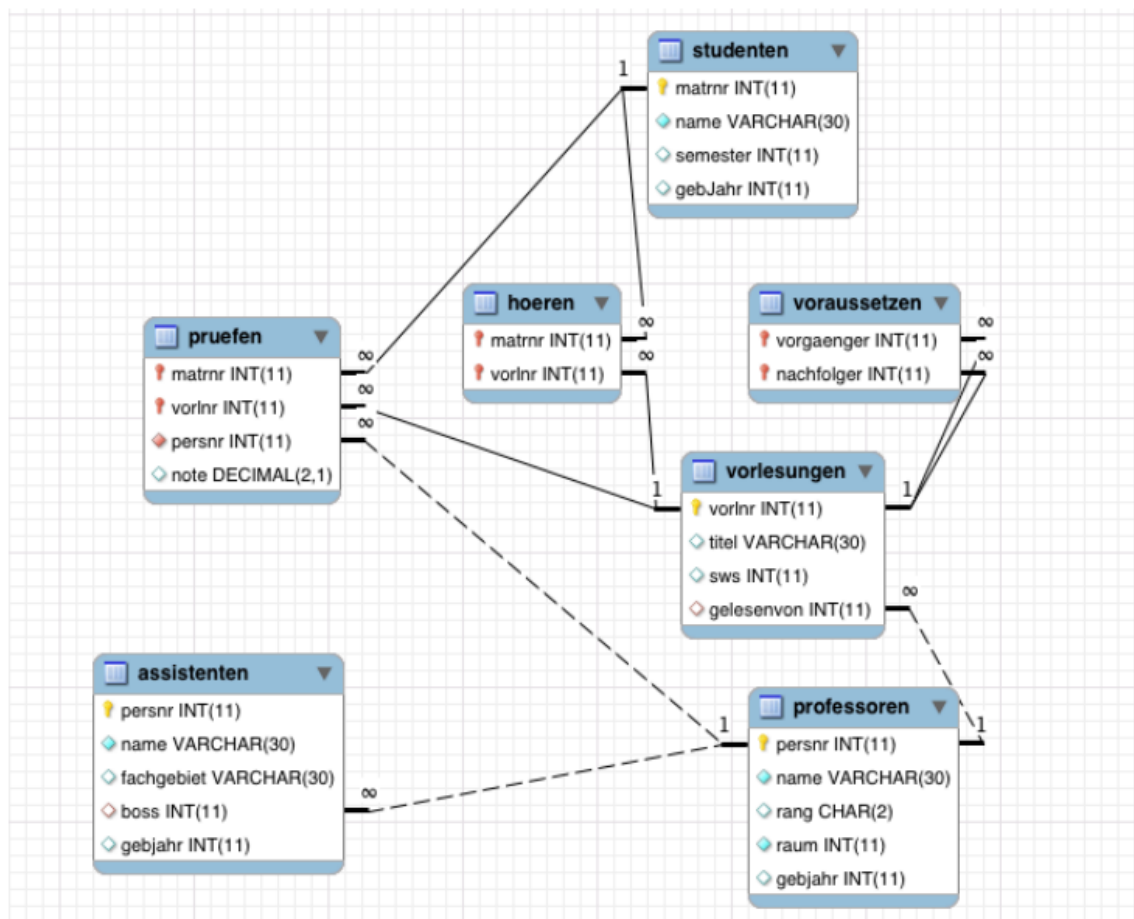 studenten
1
matrnr INT(11)
name VARCHAR(30)
semester INT(11)
gebJahr INT(11)
hoeren
∞
matrnr INT(11)
∞
vorlnr INT(11)
voraussetzen
∞
vorgaenger INT(11)
∞
nachfolger INT(11)
pruefen
∞
matrnr INT(11)
∞
vorlnr INT(11)
∞
persnr INT(11)
note DECIMAL(2,1)
vorlesungen
1
1
vorlnr INT(11)
titel VARCHAR(30)
sws INT(11)
∞
gelesenvon INT(11)
assistenten
persnr INT(11)
name VARCHAR(30)
fachgebiet VARCHAR(30)
∞
boss INT(11)
gebjahr INT(11)
professoren
1
1
persnr INT(11)
name VARCHAR(30)
rang CHAR(2)
raum INT(11)
gebjahr INT(11)